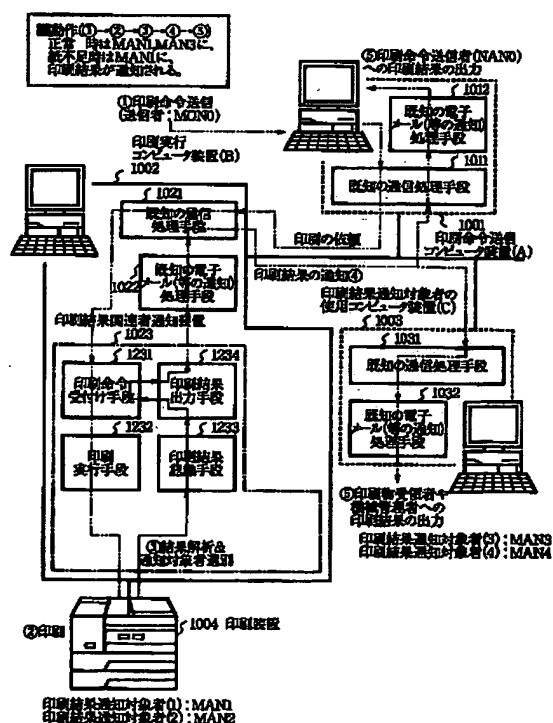 動作(①→②→③→④→⑤)
正常 時はMAN1,MAN3に、
紙不足時はMAN1に、
印刷結果が通知される。
①印刷命令送信
(送信者:MON0)
⑤印刷命令送信者(NAN0)
への印刷結果の出力
1012
既知の電子
メール(等の通知)
処理手段
1011
既知の通信処理手段
1001
印刷命令送信
コンピュータ装置(A)
印刷実行
コンピュータ装置(B)
1002
1021
既知の通信
処理手段
印刷の依頼
1022
既知の電子
メール(等の通知)
処理手段
印刷結果の通知④
印刷結果通知対象者の
使用コンピュータ装置(C)
1003
1031
既知の通信処理手段
1032
既知の電子
メール(等の通知)
処理手段
⑤印刷物受領者や
機械管理者への
印刷結果の出力
印刷結果通知対象者(3):MAN3
印刷結果通知対象者(4):MAN4
印刷結果関連者通知装置
1023
1231
印刷命令
受付け手段
1234
印刷結果
出力手段
1232
印刷
実行手段
1233
印刷結果
手段
③結果解析&
通知対象者選別
②印刷
1004 印刷装置
印刷結果通知対象者(1):MAN1
印刷結果通知対象者(2):MAN2